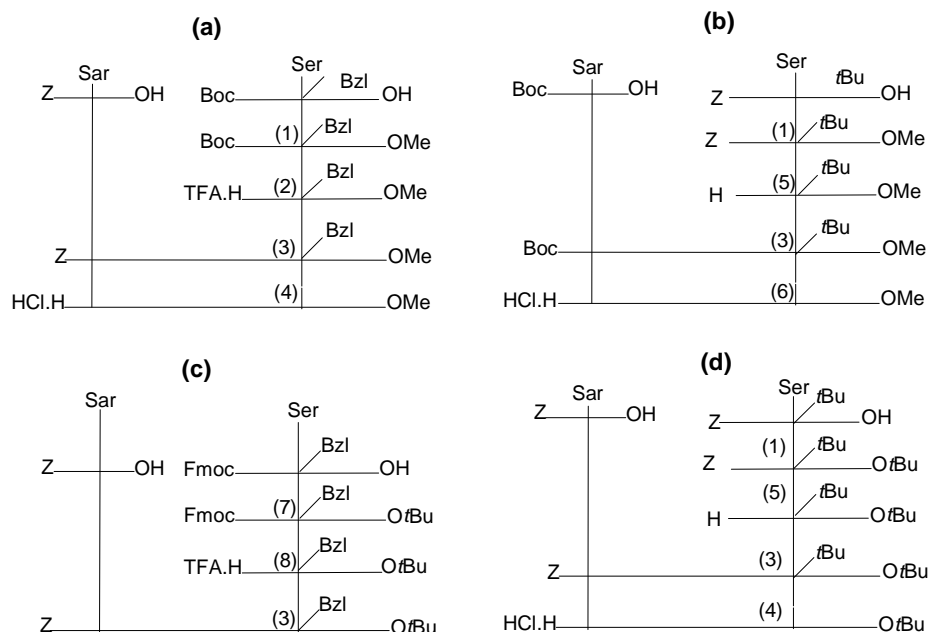 (a)
Sar Ser
Z OH Boc Bzl OH
Boc (1) Bzl OMe
TFA.H (2) Bzl OMe
Z (3) Bzl OMe
HCl.H (4) OMe
(b)
Sar Ser
Boc OH Z tBu OH
Z (1) tBu OMe
H (5) tBu OMe
Boc (3) tBu OMe
HCl.H (6) OMe
(c)
Sar Ser
Z OH Fmoc Bzl OH
Fmoc (7) Bzl OtBu
TFA.H (8) Bzl OtBu
Z (3) Bzl OtBu
(d)
Sar Ser
Z OH Z tBu OH
Z (1) tBu OtBu
H (5) tBu OtBu
Z (3) tBu OtBu
HCl.H (4) OtBu